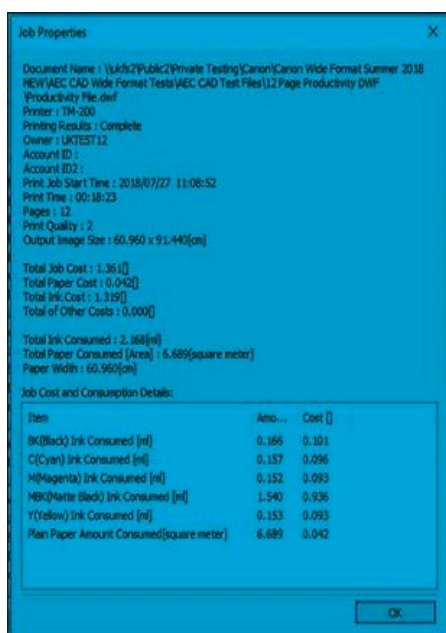 Job Properties
Document Name : \\ukfs2\Public2\Private Testing\Canon\Canon Wide Format Summer 2018
NEW\AEC CAD Wide Format Tests\AEC CAD Test Files\12 Page Productivity DWF
\Productivity File.dwf
Printer : TM-200
Printing Results : Complete
Owner : UKTEST12
Account ID :
Account ID2 :
Print Job Start Time : 2018/07/27 11:08:52
Print Time : 00:18:23
Pages : 12
Print Quality : 2
Output Image Size : 60.960 x 91.440[cm]
Total Job Cost : 1.361[]
Total Paper Cost : 0.042[]
Total Ink Cost : 1.319[]
Total of Other Costs : 0.000[]
Total Ink Consumed : 2.168[ml]
Total Paper Consumed [Area] : 6.689[square meter]
Paper Width : 60.960[cm]
Job Cost and Consumption Details:
Item Amo... Cost []
BK(Black) Ink Consumed [ml] 0.166 0.101
C(Cyan) Ink Consumed [ml] 0.157 0.096
M(Magenta) Ink Consumed [ml] 0.152 0.093
MBK(Matte Black) Ink Consumed [ml] 1.540 0.936
Y(Yellow) Ink Consumed [ml] 0.153 0.093
Plain Paper Amount Consumed[square meter] 6.689 0.042
OK